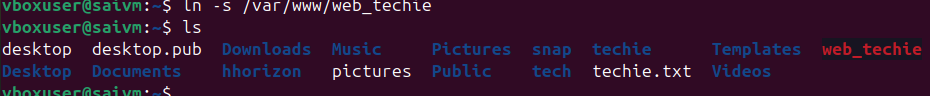 vboxuser@saivm:~$ ln -s /var/www/web_techie
vboxuser@saivm:~$ ls
desktop desktop.pub Downloads Music Pictures snap techie Templates web_techie
Desktop Documents hhorizon pictures Public tech techie.txt Videos
vboxuser@saivm:~$